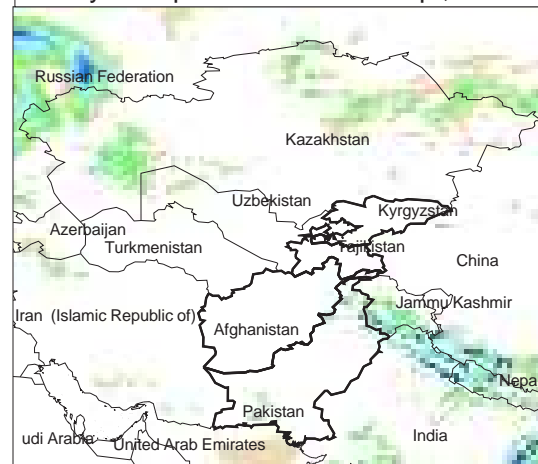 Russian Federation
Kazakhstan
Uzbekistan
Kyrgyzstan
Azerbaijan
Turkmenistan
Tajikistan
China
Jammu Kashmir
Iran (Islamic Republic of)
Afghanistan
Nepa
Pakistan
udi Arabia
United Arab Emirates
India